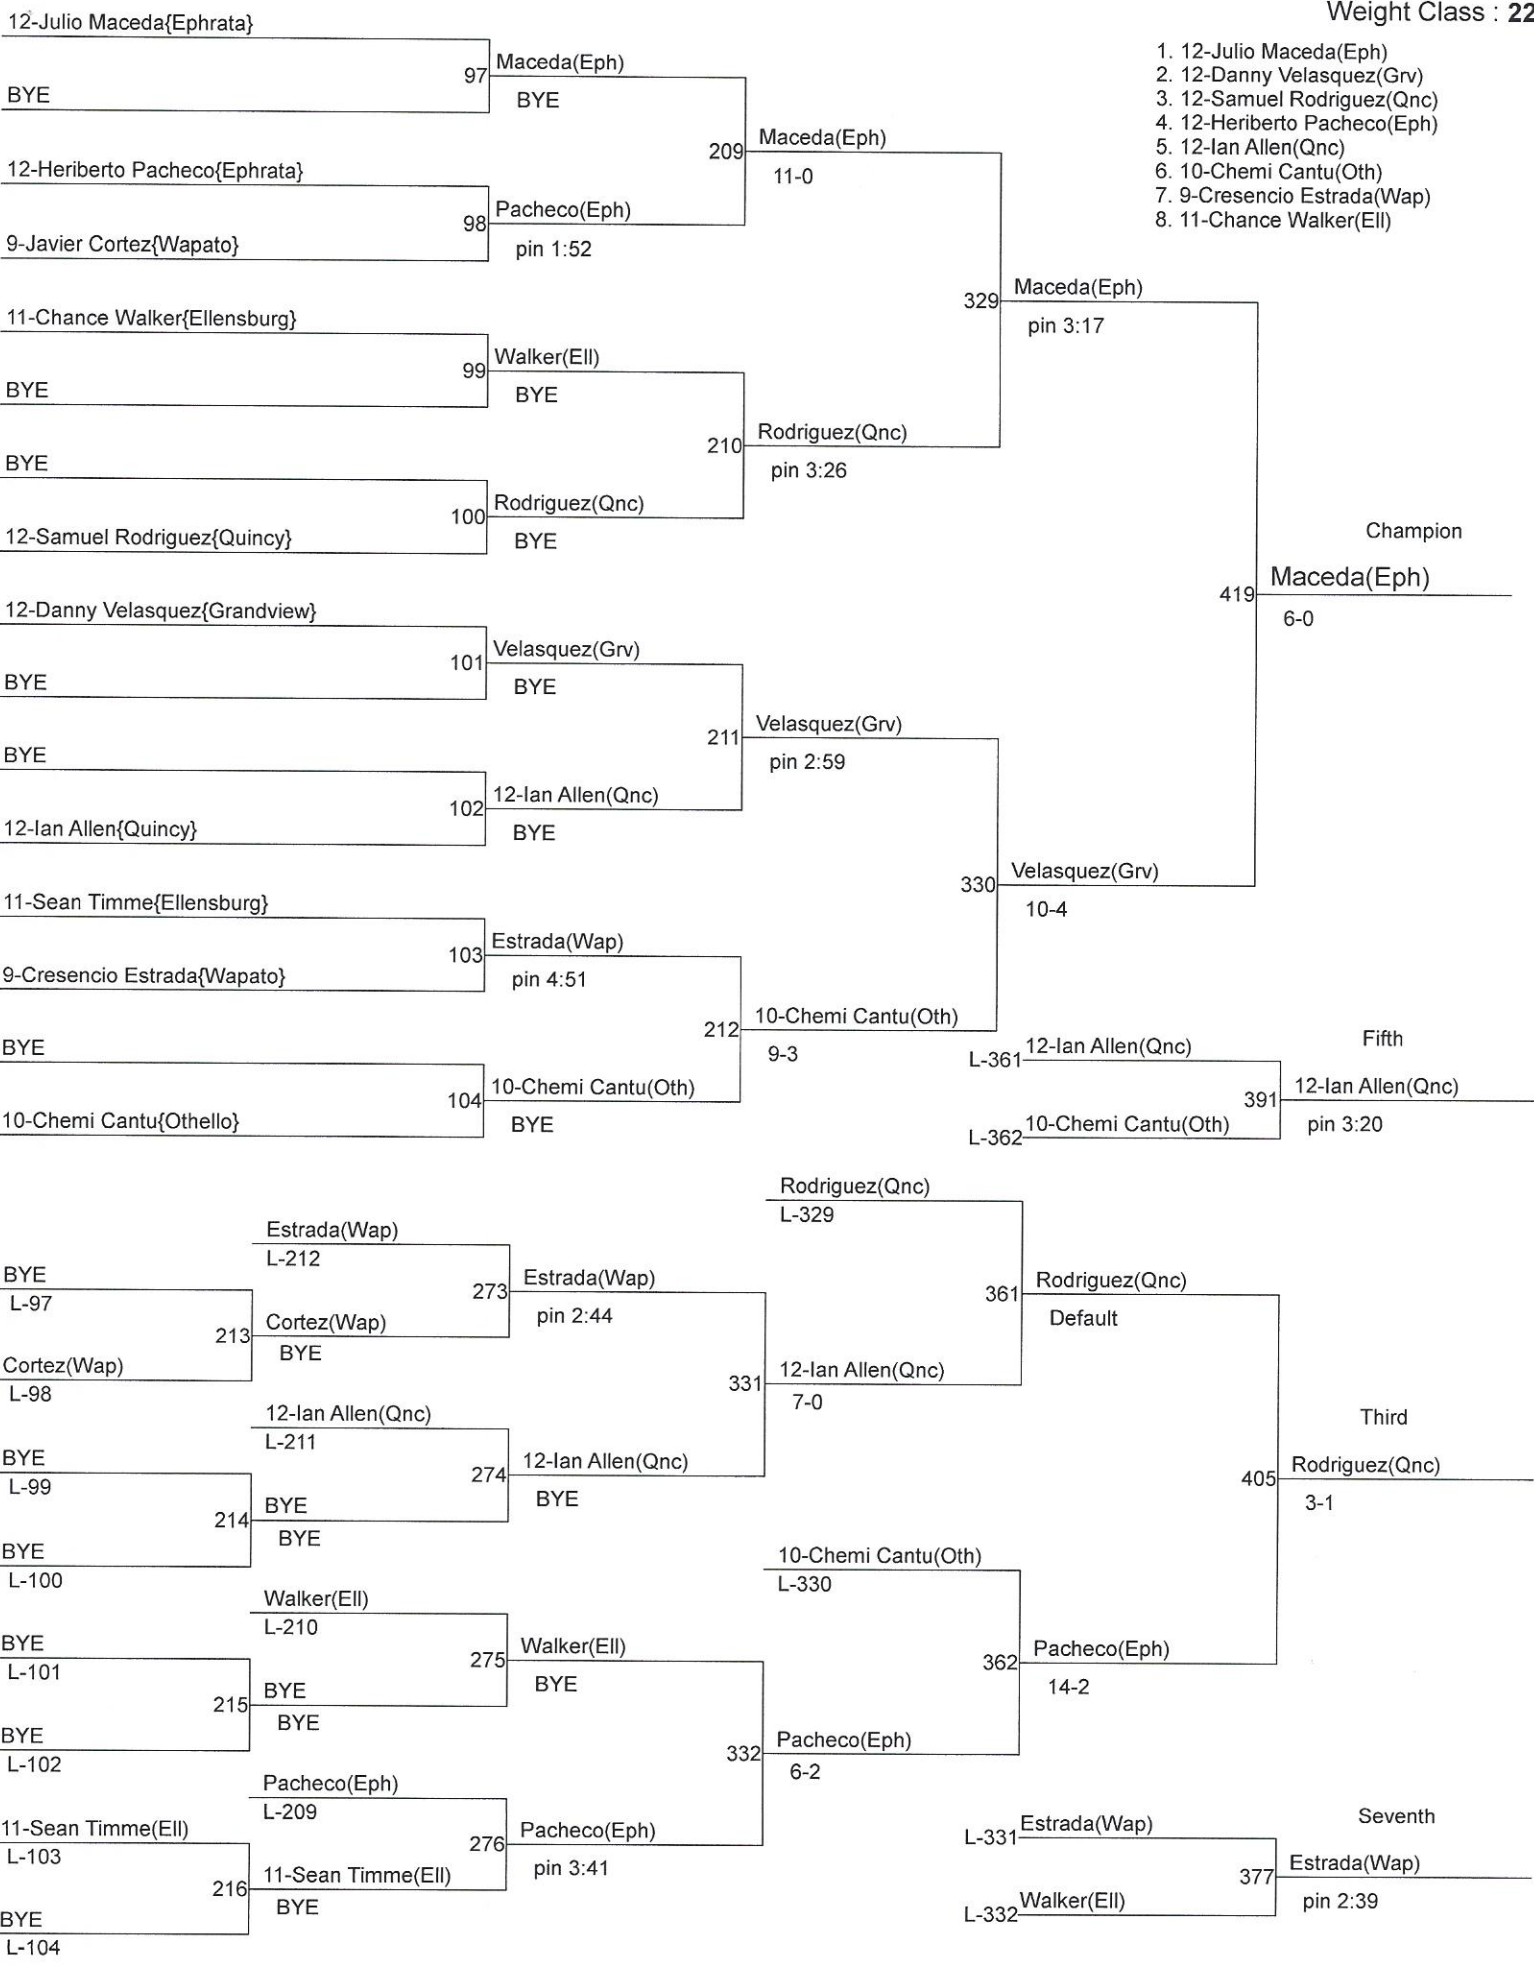 Weight Class : 22
1. 12-Julio Maceda(Eph)
2. 12-Danny Velasquez(Grv)
3. 12-Samuel Rodriguez(Qnc)
4. 12-Heriberto Pacheco(Eph)
5. 12-Ian Allen(Qnc)
6. 10-Chemi Cantu(Oth)
7. 9-Cresencio Estrada(Wap)
8. 11-Chance Walker(Ell)
12-Julio Maceda{Ephrata}
BYE
12-Heriberto Pacheco{Ephrata}
9-Javier Cortez{Wapato}
11-Chance Walker{Ellensburg}
BYE
BYE
12-Samuel Rodriguez{Quincy}
12-Danny Velasquez{Grandview}
BYE
BYE
12-Ian Allen{Quincy}
11-Sean Timme{Ellensburg}
9-Cresencio Estrada{Wapato}
BYE
10-Chemi Cantu{Othello}
97 Maceda(Eph)
BYE
98 Pacheco(Eph)
pin 1:52
99 Walker(Ell)
BYE
100 Rodriguez(Qnc)
BYE
101 Velasquez(Grv)
BYE
102 12-Ian Allen(Qnc)
BYE
103 Estrada(Wap)
pin 4:51
104 10-Chemi Cantu(Oth)
BYE
209 Maceda(Eph)
11-0
210 Rodriguez(Qnc)
pin 3:26
211 Velasquez(Grv)
pin 2:59
212 10-Chemi Cantu(Oth)
9-3
329 Maceda(Eph)
pin 3:17
330 Velasquez(Grv)
10-4
Champion
419 Maceda(Eph)
6-0
Fifth
L-361 12-Ian Allen(Qnc)
L-362 10-Chemi Cantu(Oth)
391 12-Ian Allen(Qnc)
pin 3:20
BYE
L-97
Cortez(Wap)
L-98
BYE
L-99
BYE
L-100
BYE
L-101
BYE
L-102
11-Sean Timme(Ell)
L-103
BYE
L-104
Estrada(Wap)
L-212
213 Cortez(Wap)
BYE
12-Ian Allen(Qnc)
L-211
214 BYE
BYE
Walker(Ell)
L-210
215 BYE
BYE
Pacheco(Eph)
L-209
216 11-Sean Timme(Ell)
BYE
273 Estrada(Wap)
pin 2:44
274 12-Ian Allen(Qnc)
BYE
275 Walker(Ell)
BYE
276 Pacheco(Eph)
pin 3:41
Rodriguez(Qnc)
L-329
331 12-Ian Allen(Qnc)
7-0
10-Chemi Cantu(Oth)
L-330
332 Pacheco(Eph)
6-2
361 Rodriguez(Qnc)
Default
362 Pacheco(Eph)
14-2
Third
405 Rodriguez(Qnc)
3-1
Seventh
L-331 Estrada(Wap)
L-332 Walker(Ell)
377 Estrada(Wap)
pin 2:39